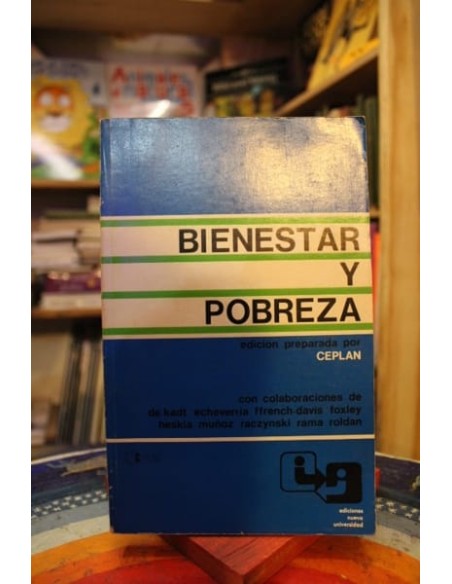 BIENESTAR
Y
POBREZA
edicion preparada por
CEPLAN
con colaboraciones de
de kadt echeverria ffrench-davis foxley
iwakia muñoz raczynski rama roldan
ediciones
nueva
universidad